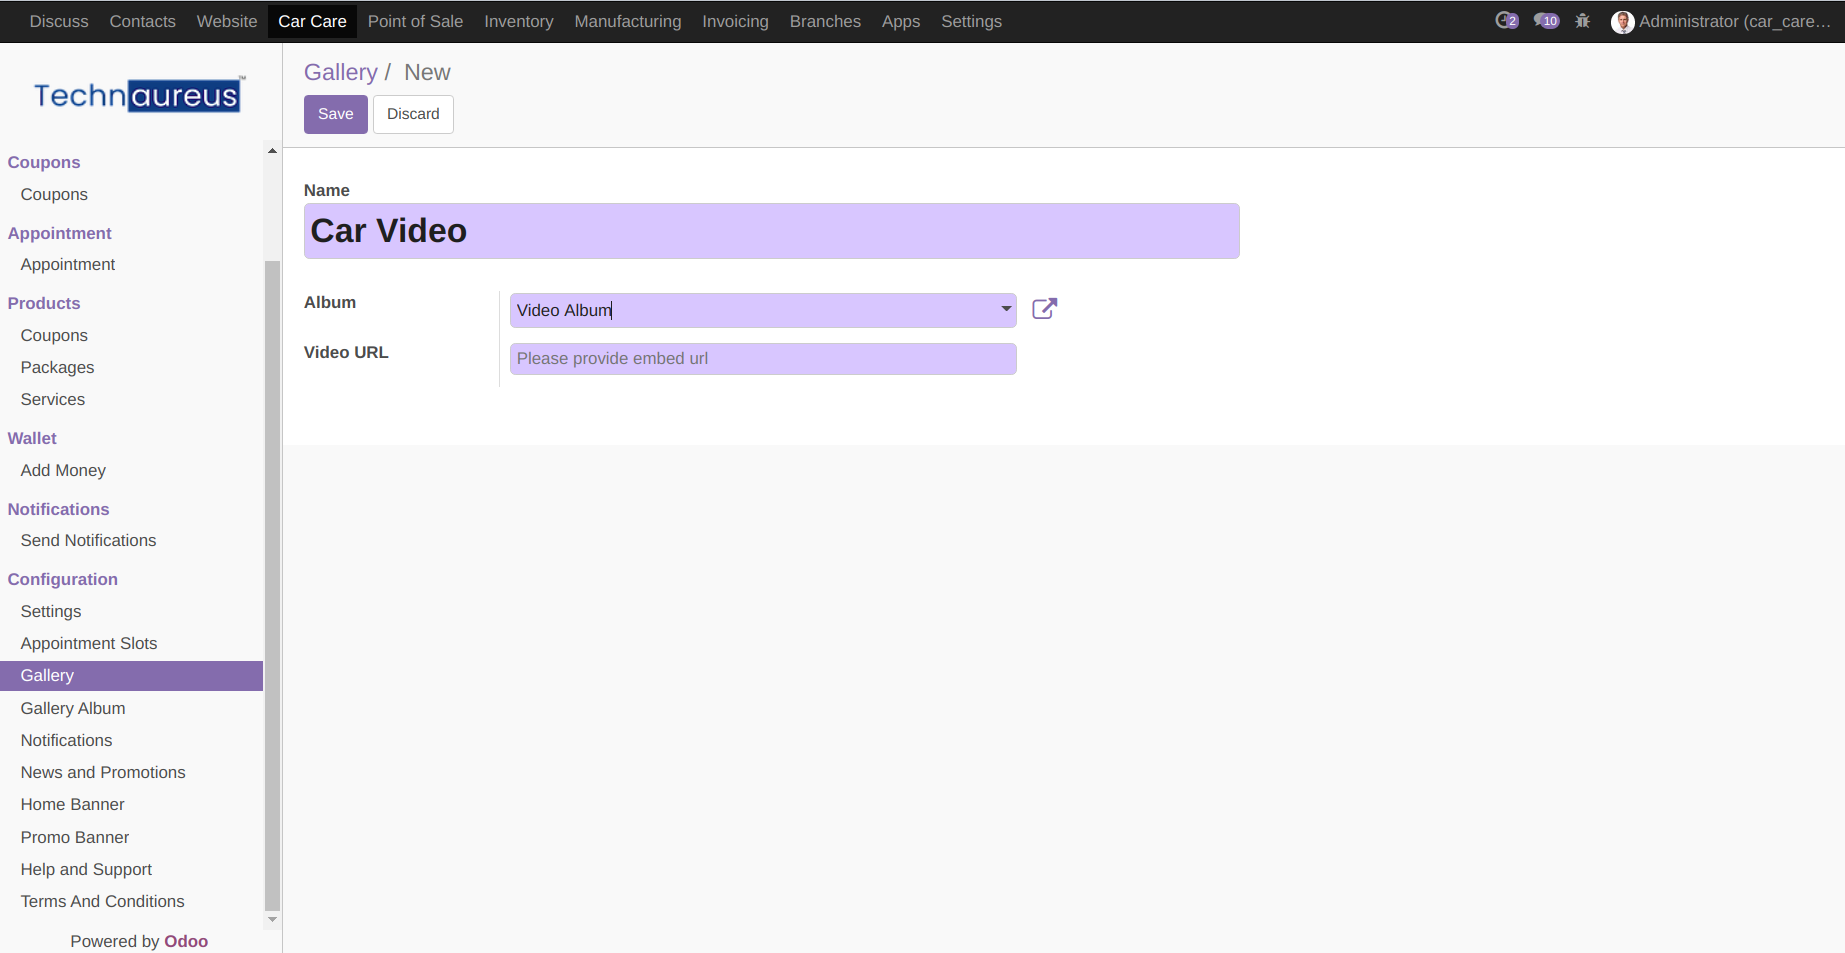 Discuss Contacts Website Car Care Point of Sale Inventory Manufacturing Invoicing Branches Apps Settings 2 10 Administrator (car_care...
Technaureus™
Gallery / New
Save Discard
Coupons
Coupons
Appointment
Appointment
Products
Coupons
Packages
Services
Wallet
Add Money
Notifications
Send Notifications
Configuration
Settings
Appointment Slots
Gallery
Gallery Album
Notifications
News and Promotions
Home Banner
Promo Banner
Help and Support
Terms And Conditions
Powered by Odoo
Name
Car Video
Album Video Album
Video URL Please provide embed url